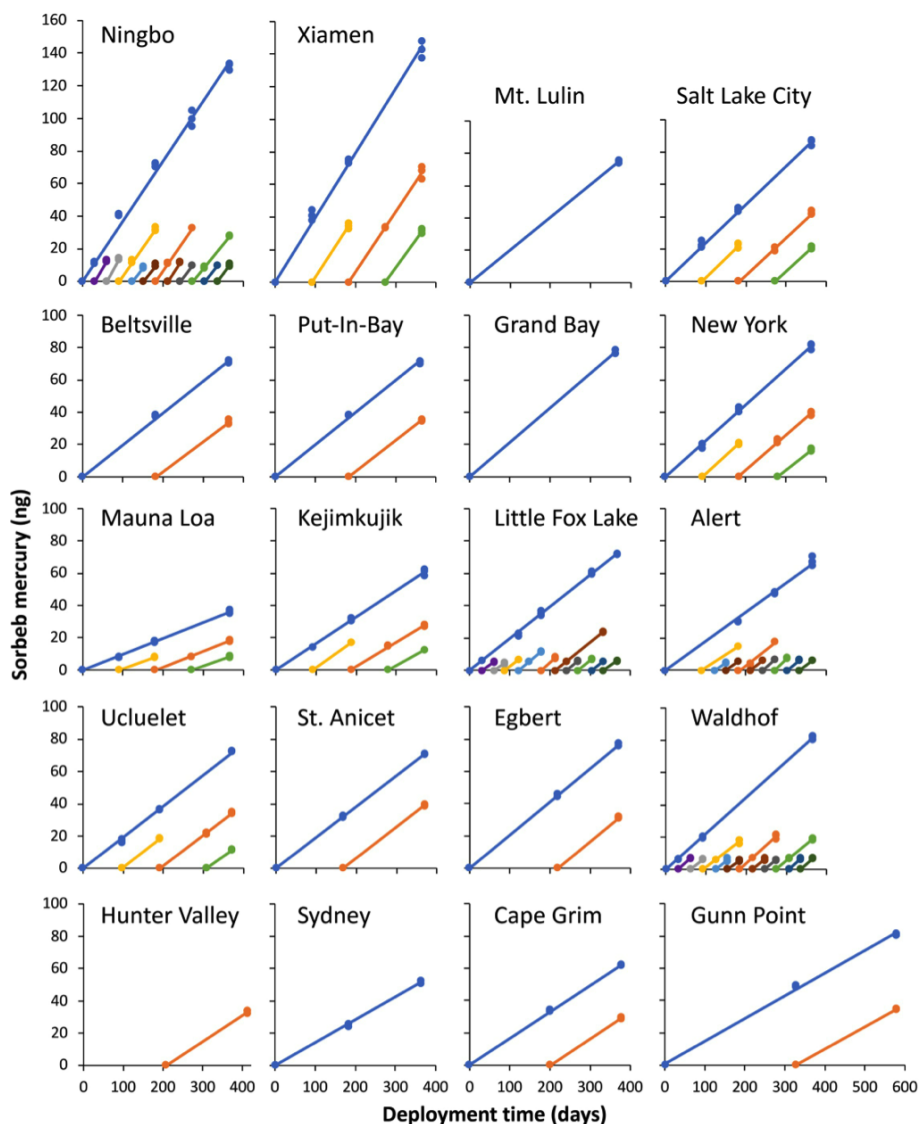 160
140
120
100
80
60
40
20
0
Ningbo
Xiamen
Mt. Lulin
Salt Lake City
100
80
60
40
20
0
Beltsville
Put-In-Bay
Grand Bay
New York
Sorbeb mercury (ng)
100
80
60
40
20
0
Mauna Loa
Kejimkujik
Little Fox Lake
Alert
100
80
60
40
20
0
Ucluelet
St. Anicet
Egbert
Waldhof
100
80
60
40
20
0
Hunter Valley
Sydney
Cape Grim
Gunn Point
0 100 200 300 400 0 100 200 300 400 0 100 200 300 400 0 100 200 300 400 500 600
Deployment time (days)